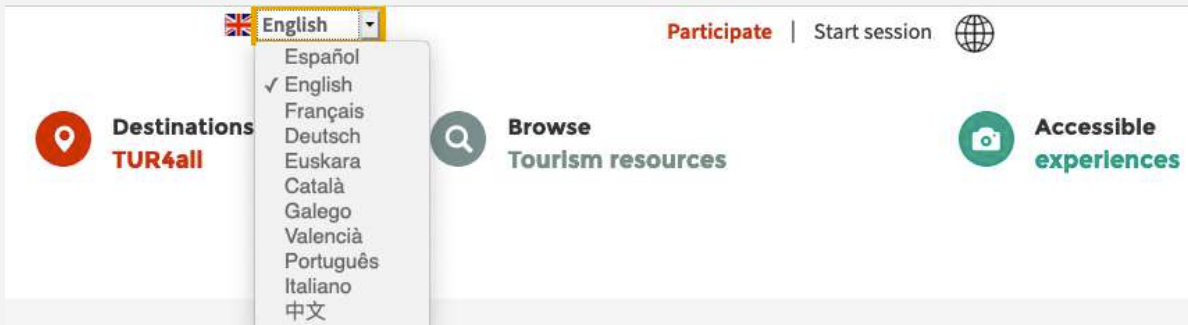 English
Participate | Start session
Español
✓ English
Français
Deutsch
Euskara
Català
Galego
Valencià
Português
Italiano
中文
Destinations
TUR4all
Browse
Tourism resources
Accessible
experiences